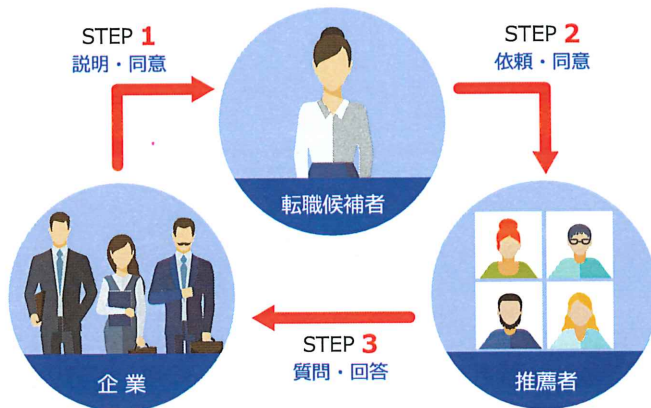 STEP 1
説明・同意
STEP 2
依頼・同意
転職候補者
STEP 3
質問・回答
企業
推薦者